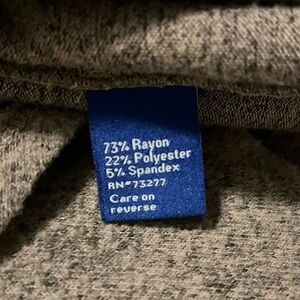 73% Rayon
22% Polyester
5% Spandex
RN#73277
Care on
reverse